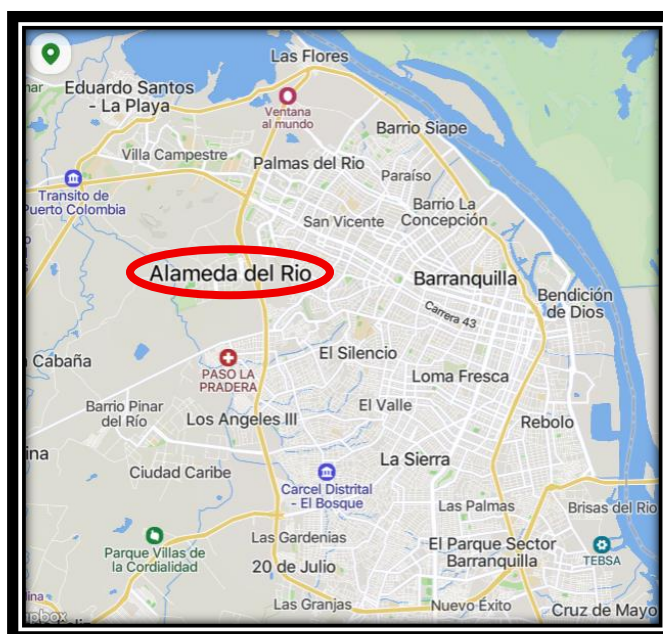 Las Flores
nar
Eduardo Santos
- La Playa
Ventana
al mundo
Barrio Siape
Villa Campestre
Palmas del Rio
Paraíso
Transito de
Puerto Colombia
Barrio La
Concepción
San Vicente
Alameda del Rio
Barranquilla
Bendición
de Dios
Carrera 43
El Silencio
Cabaña
PASO LA
PRADERA
Loma Fresca
Barrio Pinar
del Río
El Valle
Los Angeles III
Rebolo
ina
La Sierra
Ciudad Caribe
Carcel Distrital
- El Bosque
Las Palmas
Brisas del Rio
Las Gardenias
El Parque Sector
Barranquilla
Parque Villas de
la Cordialidad
TEBSA
20 de Julio
Las Granjas
Nuevo Éxito
Cruz de Mayo